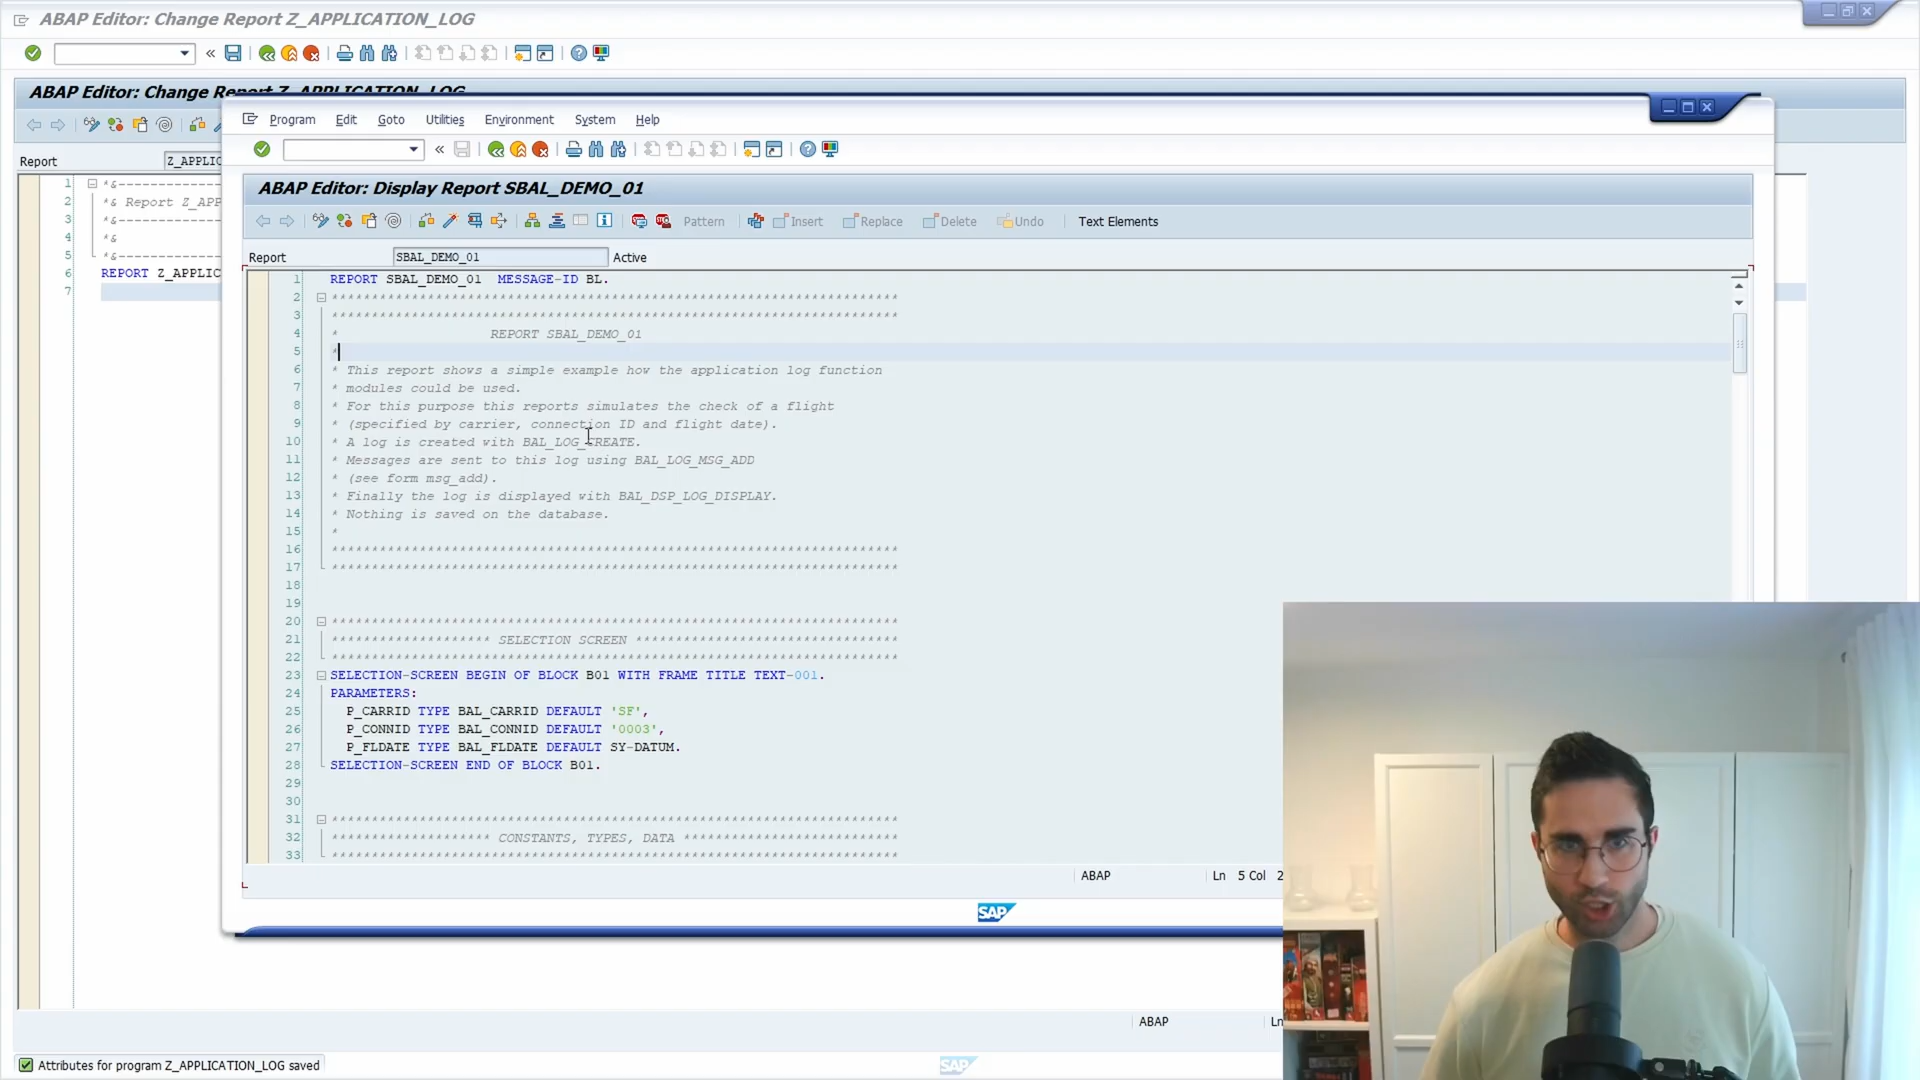 ABAP Editor: Change Report Z_APPLICATION_LOG
ABAP Editor: Change Report Z_APPLICATION_LOG
Report Z_APPLIC
1 *&---------------
2 *& Report Z_APP
3 *&---------------
4 *&
5 *&---------------
6 REPORT Z_APPLIC
7
Program Edit Goto Utilities Environment System Help
ABAP Editor: Display Report SBAL_DEMO_01
Pattern Insert Replace Delete Undo Text Elements
Report SBAL_DEMO_01 Active
1 REPORT SBAL_DEMO_01 MESSAGE-ID BL.
2 ***********************************************************************
3 ***********************************************************************
4 * REPORT SBAL_DEMO_01
5 *
6 * This report shows a simple example how the application log function
7 * modules could be used.
8 * For this purpose this reports simulates the check of a flight
9 * (specified by carrier, connection ID and flight date).
10 * A log is created with BAL_LOG_CREATE.
11 * Messages are sent to this log using BAL_LOG_MSG_ADD
12 * (see form msg_add).
13 * Finally the log is displayed with BAL_DSP_LOG_DISPLAY.
14 * Nothing is saved on the database.
15 *
16 ***********************************************************************
17 ***********************************************************************
18
19
20 ***********************************************************************
21 ******************** SELECTION SCREEN *********************************
22 ***********************************************************************
23 SELECTION-SCREEN BEGIN OF BLOCK B01 WITH FRAME TITLE TEXT-001.
24 PARAMETERS:
25 P_CARRID TYPE BAL_CARRID DEFAULT 'SF',
26 P_CONNID TYPE BAL_CONNID DEFAULT '0003',
27 P_FLDATE TYPE BAL_FLDATE DEFAULT SY-DATUM.
28 SELECTION-SCREEN END OF BLOCK B01.
29
30
31 ***********************************************************************
32 ******************** CONSTANTS, TYPES, DATA ***************************
33 ***********************************************************************
ABAP Ln 5 Col 2
SAP
ABAP Ln
Attributes for program Z_APPLICATION_LOG saved
SAP